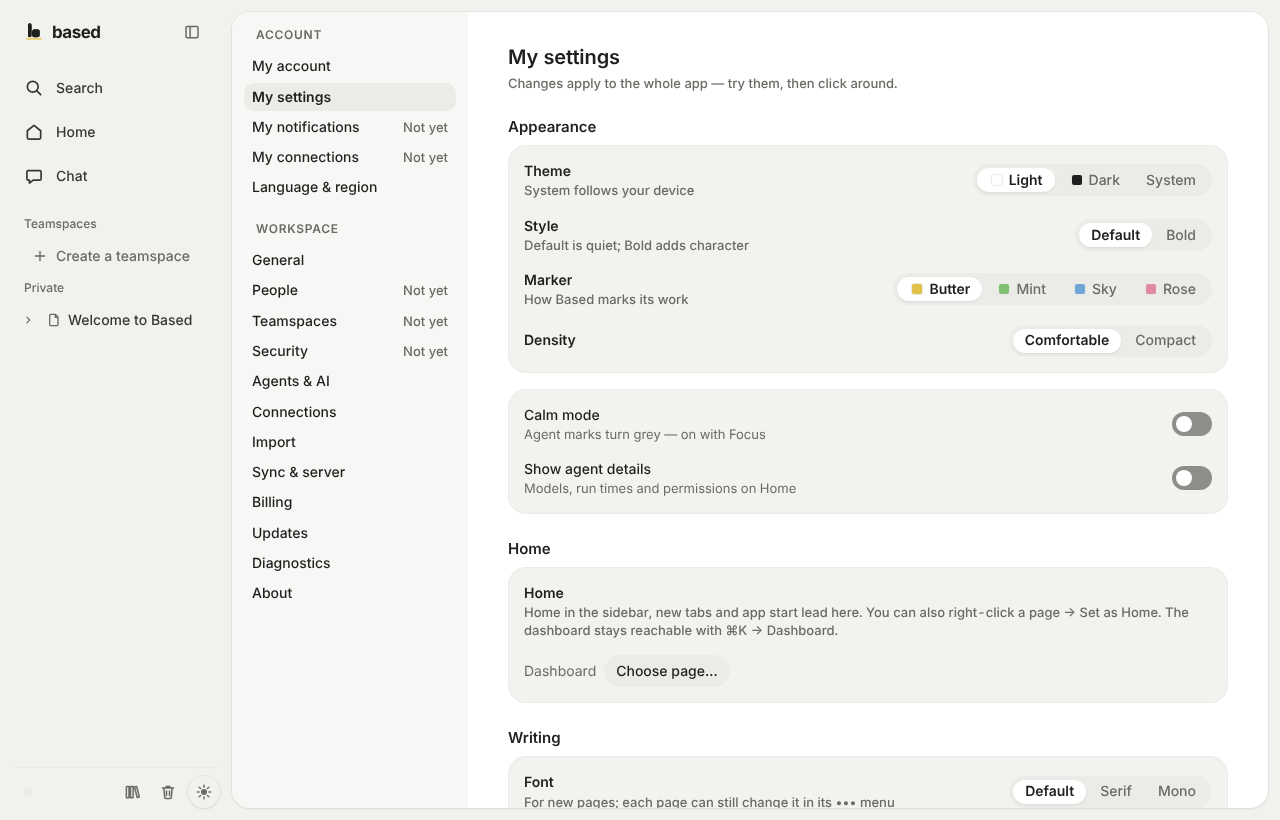 based
Search
Home
Chat
Teamspaces
Create a teamspace
Private
Welcome to Based
ACCOUNT
My account
My settings
My notifications Not yet
My connections Not yet
Language & region
WORKSPACE
General
People Not yet
Teamspaces Not yet
Security Not yet
Agents & AI
Connections
Import
Sync & server
Billing
Updates
Diagnostics
About
My settings
Changes apply to the whole app — try them, then click around.
Appearance
Theme
System follows your device
Light Dark System
Style
Default is quiet; Bold adds character
Default Bold
Marker
How Based marks its work
Butter Mint Sky Rose
Density
Comfortable Compact
Calm mode
Agent marks turn grey — on with Focus
Show agent details
Models, run times and permissions on Home
Home
Home
Home in the sidebar, new tabs and app start lead here. You can also right-click a page → Set as Home. The
dashboard stays reachable with ⌘K → Dashboard.
Dashboard Choose page...
Writing
Font
For new pages; each page can still change it in its ••• menu
Default Serif Mono